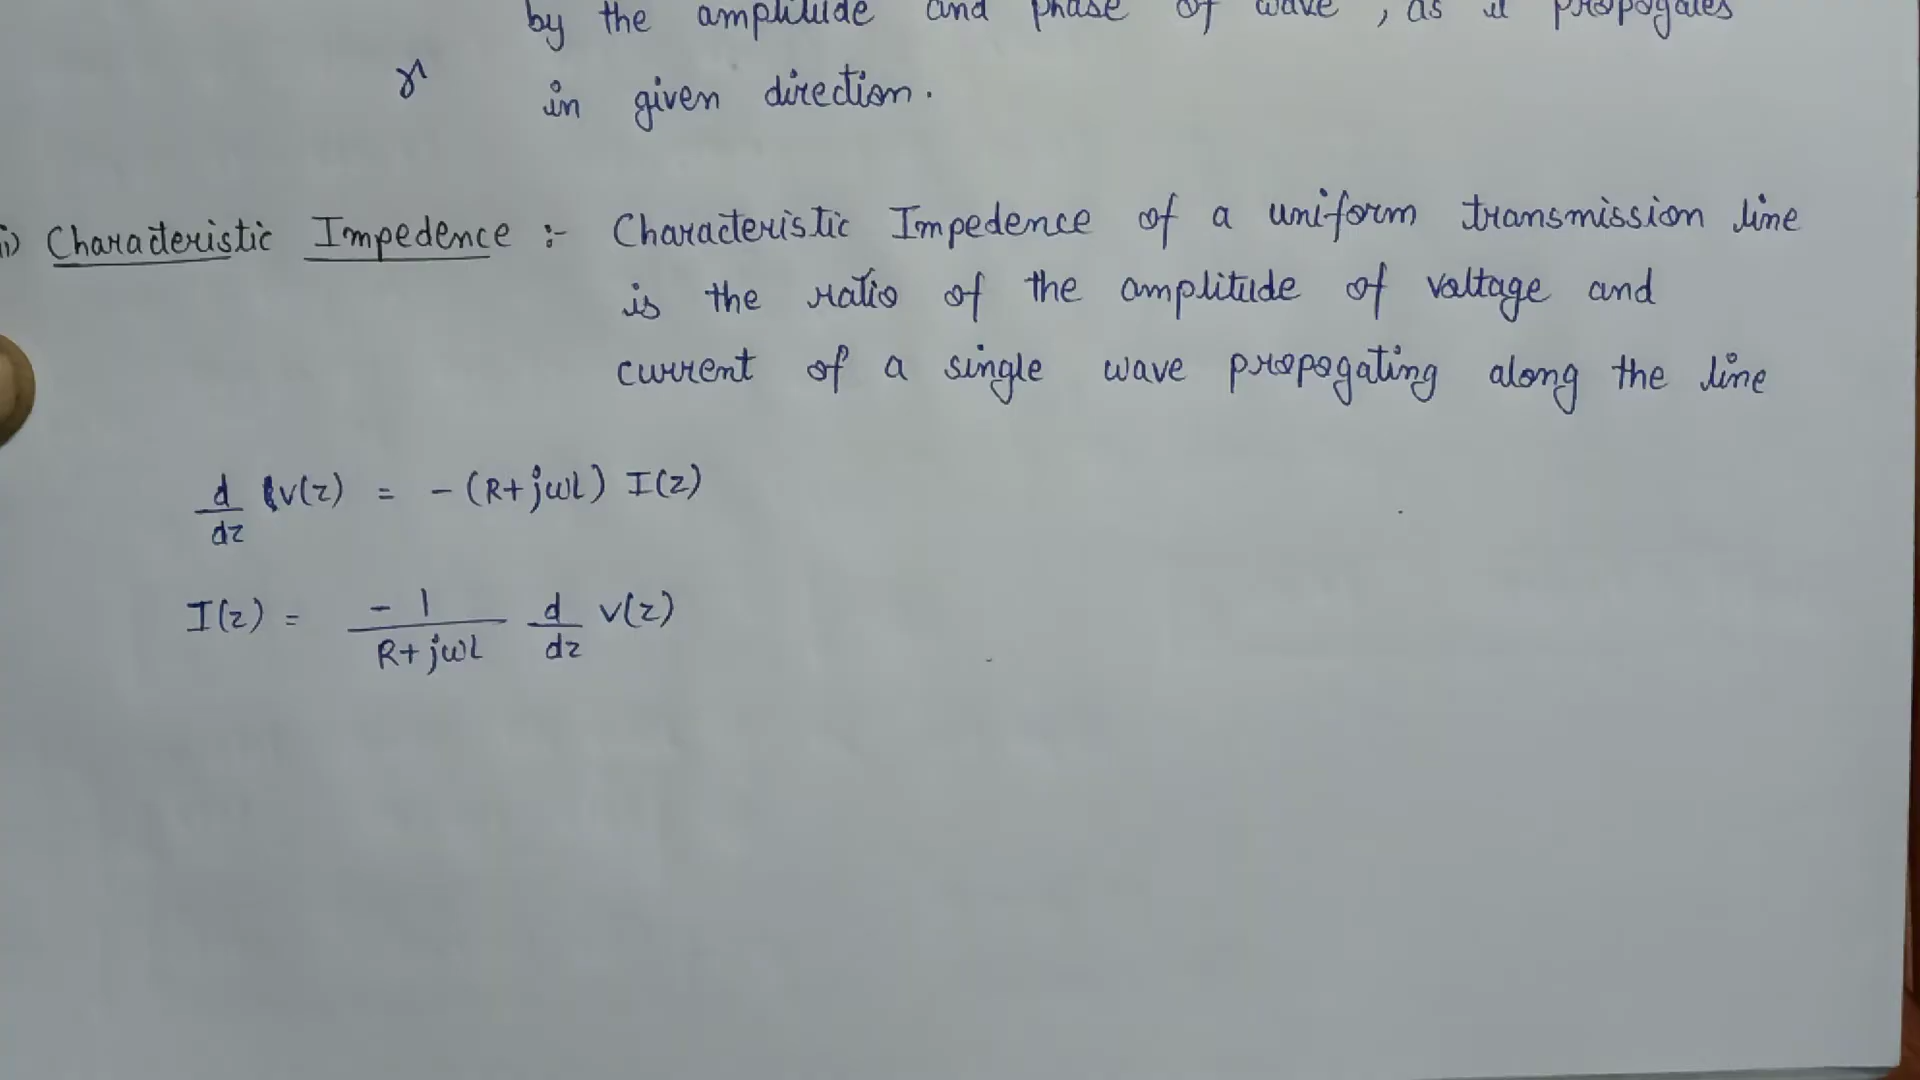 by the amplitude and phase of wave , as it propogates
γ in given direction.
i) Characteristic Impedence :- Characteristic Impedence of a uniform transmission line
is the ratio of the amplitude of voltage and
current of a single wave propogating along the line
d/dz V(z) = - (R+jωL) I(z)
I(z) = -1/R+jωL d/dz V(z)